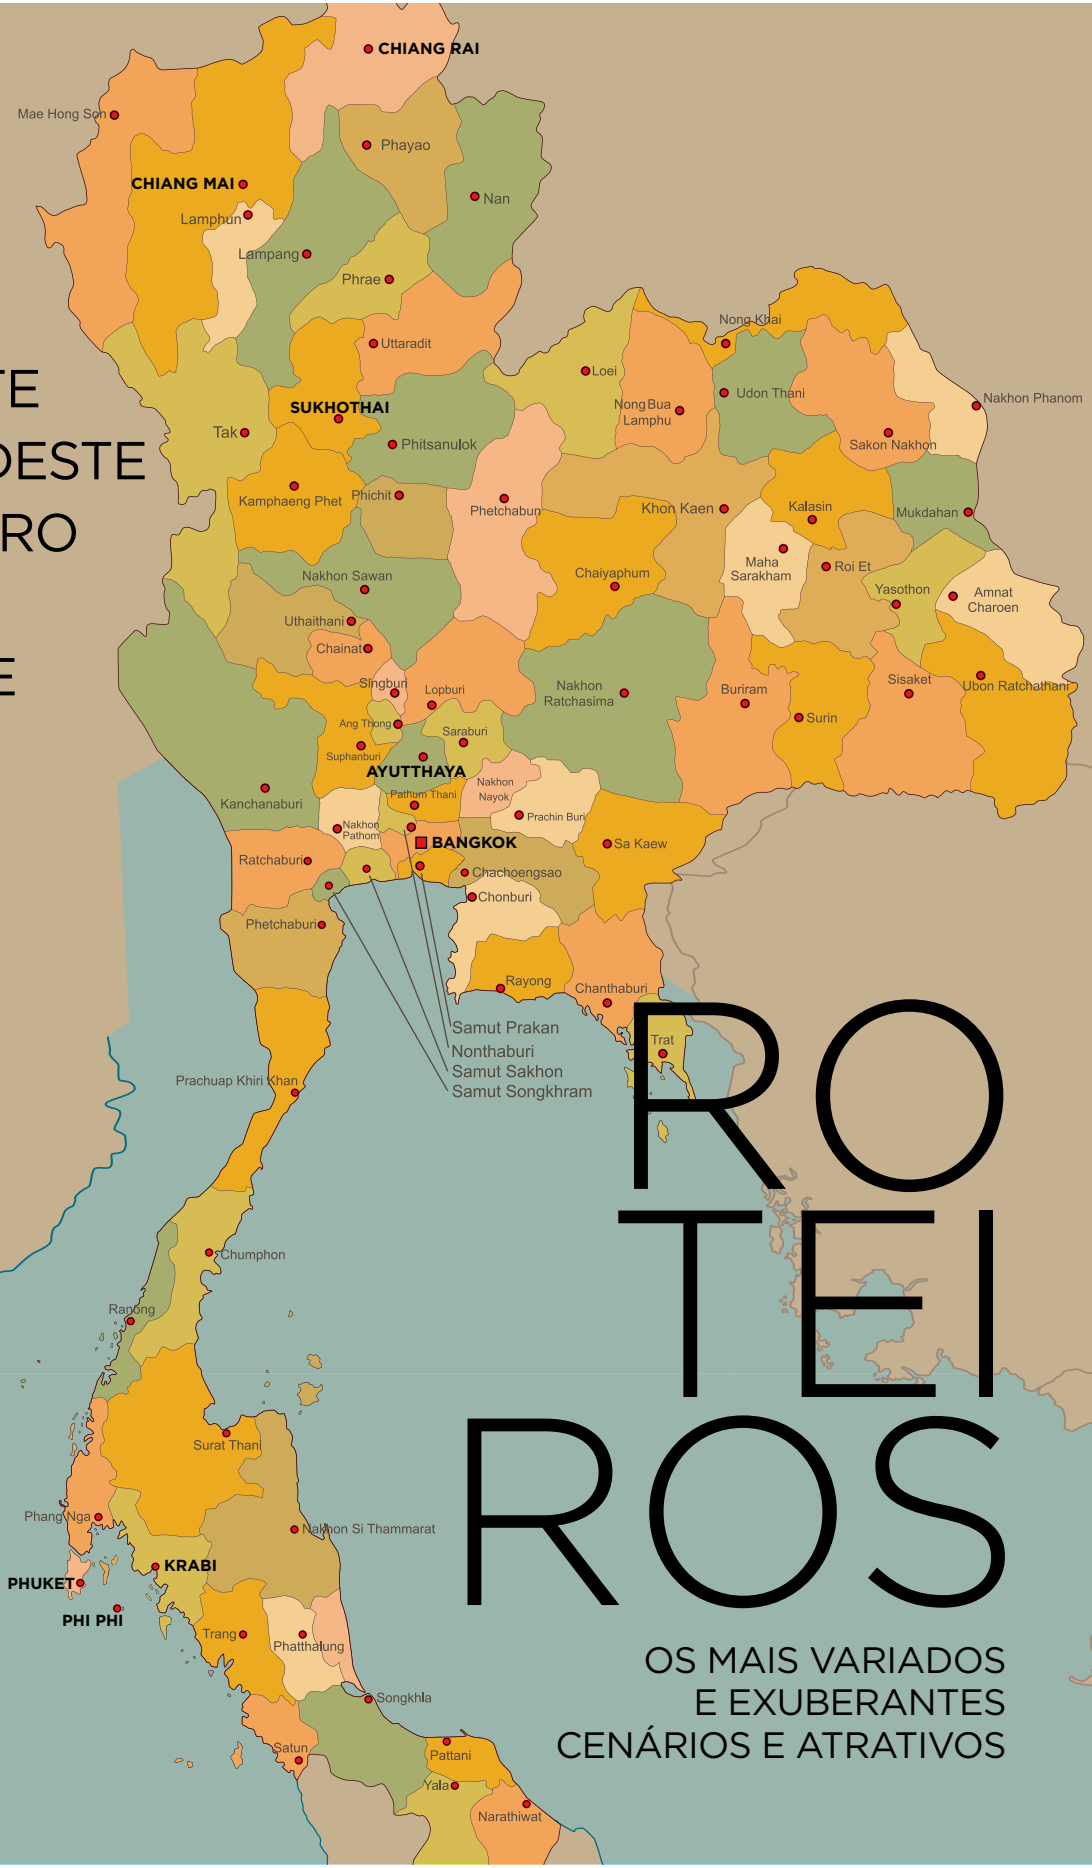 CHIANG RAI
Mae Hong Son
Phayao
CHIANG MAI
Nan
Lamphun
Lampang
Phrae
Nong Khai
Uttaradit
Loei
TE
Udon Thani
Nakhon Phanom
Nong Bua
Lamphu
SUKHOTHAI
Tak
Phitsanulok
Sakon Nakhon
OESTE
Kamphaeng Phet
Phichit
Phetchabun
Khon Kaen
Kalasin
Mukdahan
RO
Maha
Sarakham
Roi Et
Nakhon Sawan
Chaiyaphum
Yasothon
Amnat
Charoen
Uthaithani
Chainat
E
Singburi
Lopburi
Nakhon
Ratchasima
Buriram
Sisaket
Ubon Ratchathani
Surin
Ang Thong
Saraburi
Suphanburi
AYUTTHAYA
Nakhon
Nayok
Kanchanaburi
Pathum Thani
Prachin Buri
Nakhon
Pathom
BANGKOK
Sa Kaew
Ratchaburi
Chachoengsao
Chonburi
Phetchaburi
Rayong
Chanthaburi
Samut Prakan
Nonthaburi
Samut Sakhon
Samut Songkhram
Trat
Prachuap Khiri Khan
RO
TEI
ROS
Chumphon
Ranong
Surat Thani
Phang Nga
Nakhon Si Thammarat
KRABI
PHUKET
PHI PHI
Trang
Phatthalung
OS MAIS VARIADOS
E EXUBERANTES
CENÁRIOS E ATRATIVOS
Songkhla
Satun
Pattani
Yala
Narathiwat